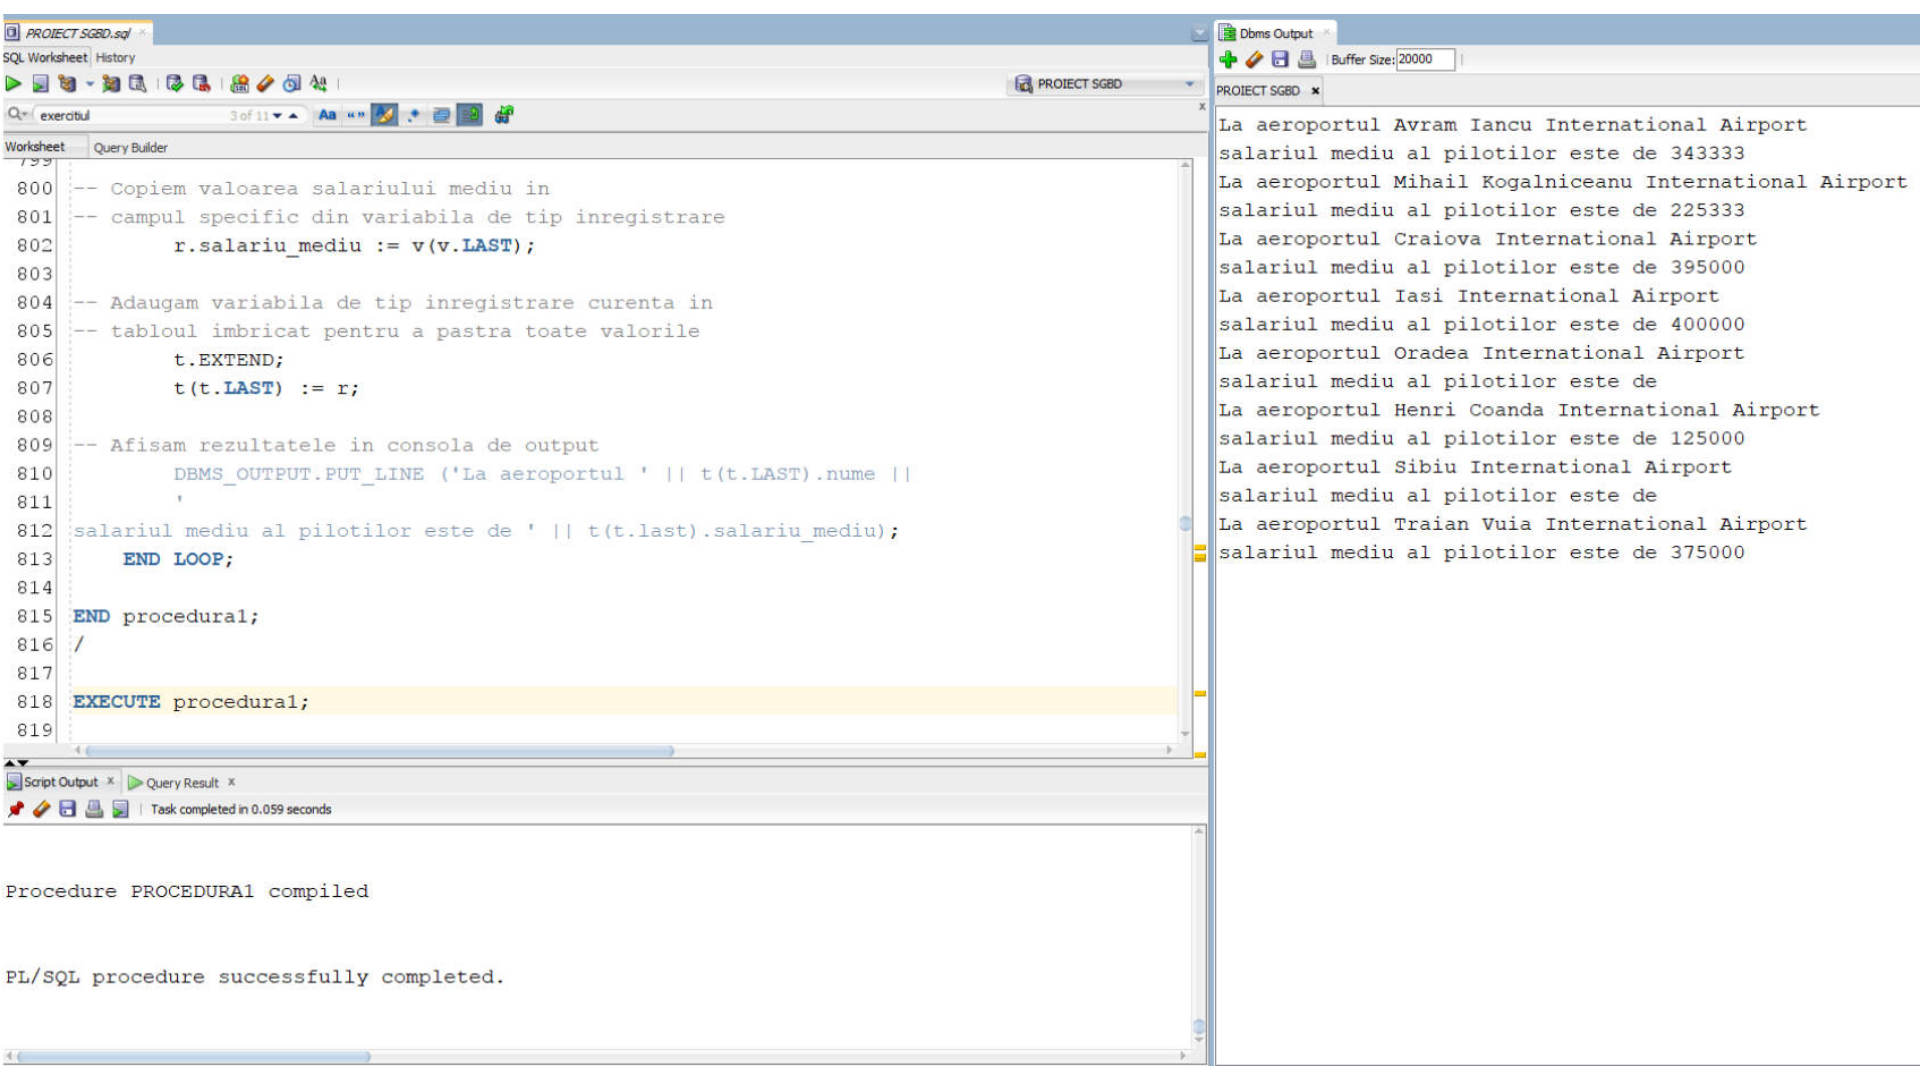 PROIECT SGBD.sql
SQL Worksheet History
PROIECT SGBD
exercitiul 3 of 11
Worksheet Query Builder
799
800 -- Copiem valoarea salariului mediu in
801 -- campul specific din variabila de tip inregistrare
802 r.salariu_mediu := v(v.LAST);
803
804 -- Adaugam variabila de tip inregistrare curenta in
805 -- tabloul imbricat pentru a pastra toate valorile
806 t.EXTEND;
807 t(t.LAST) := r;
808
809 -- Afisam rezultatele in consola de output
810 DBMS_OUTPUT.PUT_LINE ('La aeroportul ' || t(t.LAST).nume ||
811 '
812 salariul mediu al pilotilor este de ' || t(t.last).salariu_mediu);
813 END LOOP;
814
815 END procedura1;
816 /
817
818 EXECUTE procedura1;
819
Script Output Query Result
Task completed in 0.059 seconds
Procedure PROCEDURA1 compiled
PL/SQL procedure successfully completed.
Dbms Output
Buffer Size: 20000
PROIECT SGBD
La aeroportul Avram Iancu International Airport
salariul mediu al pilotilor este de 343333
La aeroportul Mihail Kogalniceanu International Airport
salariul mediu al pilotilor este de 225333
La aeroportul Craiova International Airport
salariul mediu al pilotilor este de 395000
La aeroportul Iasi International Airport
salariul mediu al pilotilor este de 400000
La aeroportul Oradea International Airport
salariul mediu al pilotilor este de
La aeroportul Henri Coanda International Airport
salariul mediu al pilotilor este de 125000
La aeroportul Sibiu International Airport
salariul mediu al pilotilor este de
La aeroportul Traian Vuia International Airport
salariul mediu al pilotilor este de 375000